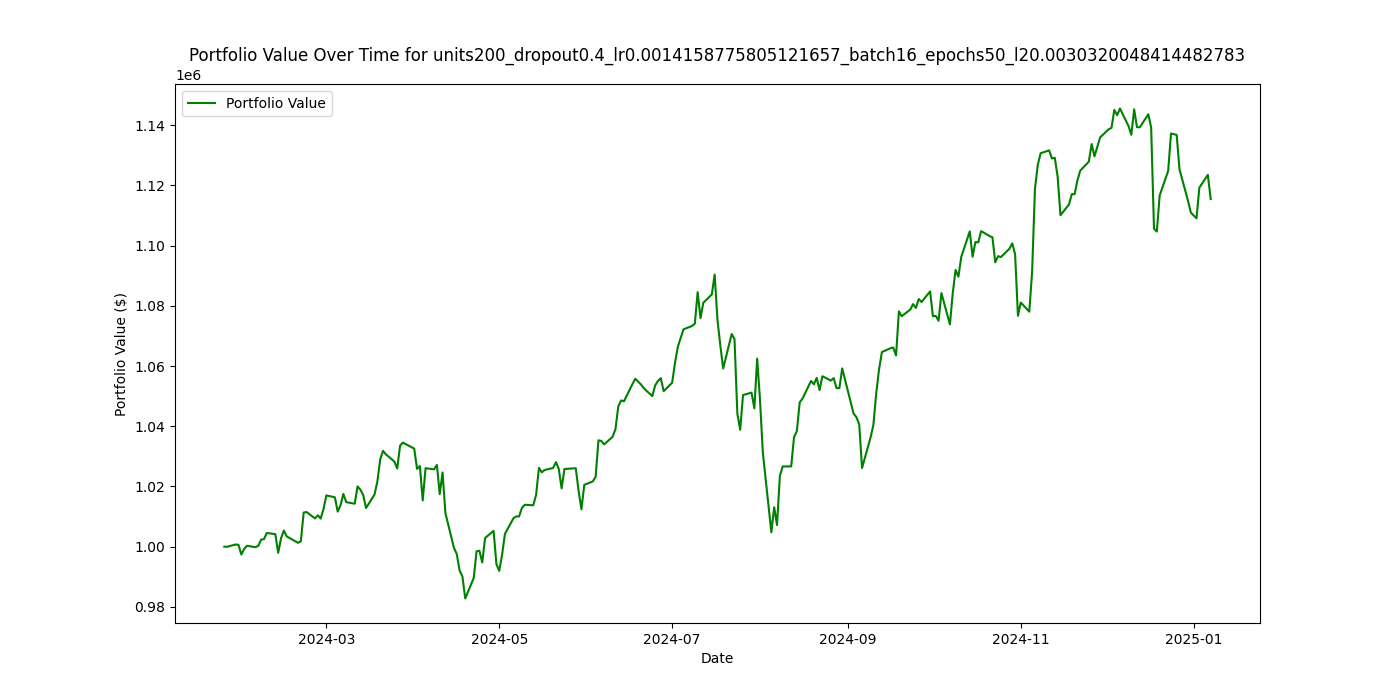 Portfolio Value Over Time for units200_dropout0.4_lr0.0014158775805121657_batch16_epochs50_l20.0030320048414482783
1e6
Portfolio Value
1.14
1.12
1.10
1.08
1.06
1.04
1.02
1.00
0.98
Portfolio Value ($)
2024-03 2024-05 2024-07 2024-09 2024-11 2025-01
Date